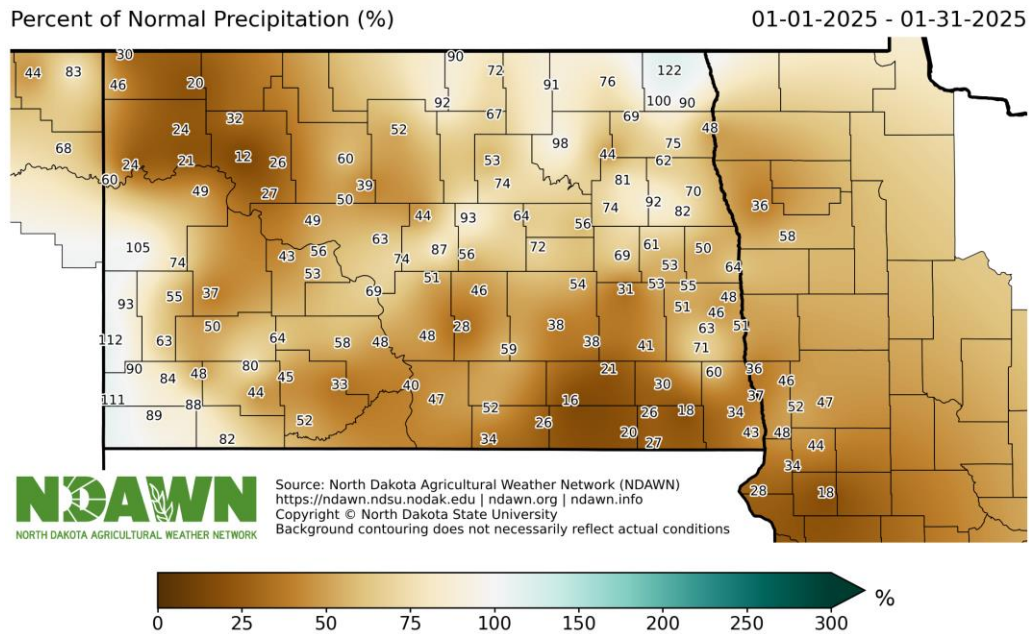 Percent of Normal Precipitation (%) 01-01-2025 - 01-31-2025
30 90
44 83 72 122
46 20 91 76
92 100 90
32 67 69
24 52 48
98 75
68 24 21 12 26 60 53 44 62
60 49 27 39 74 81 70
50 74 92 82 36
49 44 93 64 56
63 58
105 43 56 74 87 56 72 69 61 50
74 53 51 53 64
93 55 37 69 46 54 31 53 55 48
51 46
50 28 38 63 51
112 63 64 58 48 48 59 38 41 71
90 84 48 80 45 33 40 21 30 60 36 46
111 44 47 16 37
89 88 52 52 26 26 18 34 52 47
82 34 20 27 43 48 44
34
28 18
NDAWN
NORTH DAKOTA AGRICULTURAL WEATHER NETWORK
Source: North Dakota Agricultural Weather Network (NDAWN)
https://ndawn.ndsu.nodak.edu | ndawn.org | ndawn.info
Copyright © North Dakota State University
Background contouring does not necessarily reflect actual conditions
0 25 50 75 100 150 200 250 300 %